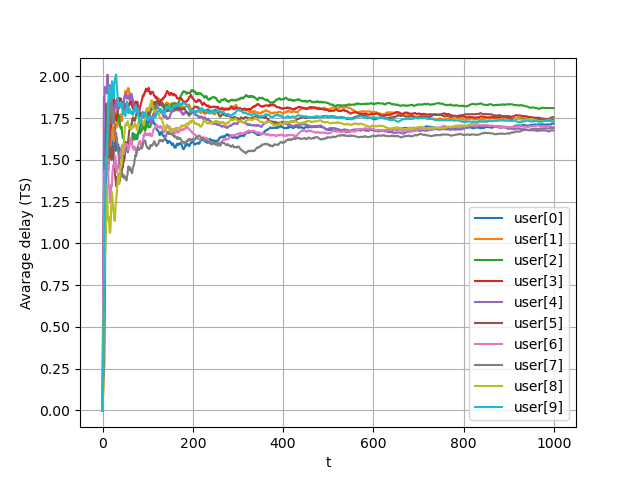 2.00
1.75
1.50
1.25
1.00
0.75
0.50
0.25
0.00
Avarage delay (TS)
0
200
400
600
800
1000
t
user[0]
user[1]
user[2]
user[3]
user[4]
user[5]
user[6]
user[7]
user[8]
user[9]